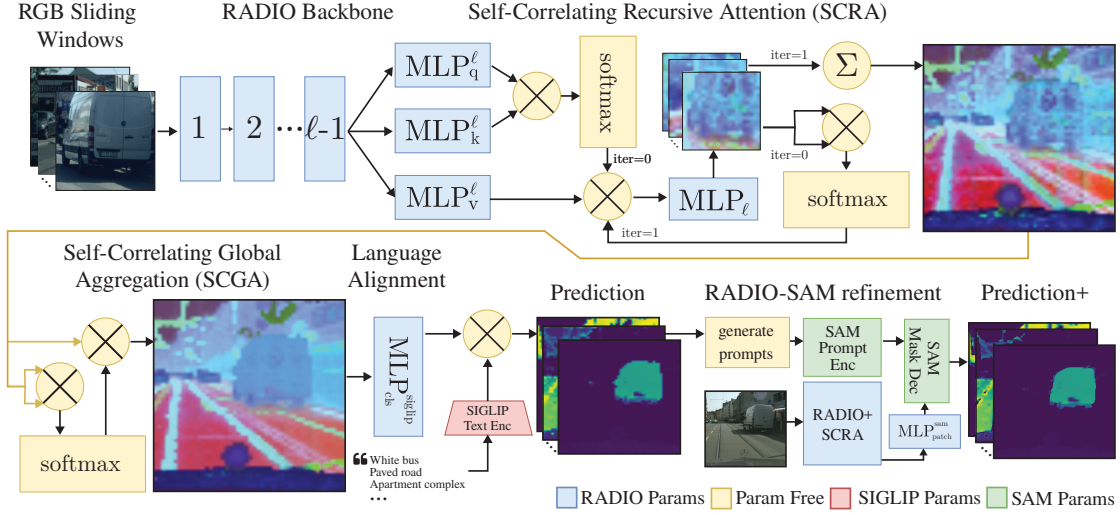 RGB Sliding
Windows
RADIO Backbone
Self-Correlating Recursive Attention (SCRA)
1
2
ℓ-1
MLP^ℓ_q
MLP^ℓ_k
MLP^ℓ_v
softmax
iter=0
MLP_ℓ
iter=1
Σ
iter=0
softmax
iter=1
Self-Correlating Global
Aggregation (SCGA)
softmax
Language
Alignment
MLP^siglip_cls
SIGLIP
Text Enc
❝ White bus
Paved road
Apartment complex
...
Prediction
RADIO-SAM refinement
generate
prompts
SAM
Prompt
Enc
SAM
Mask Dec
RADIO+
SCRA
MLP^sam_patch
Prediction+
RADIO Params
Param Free
SIGLIP Params
SAM Params